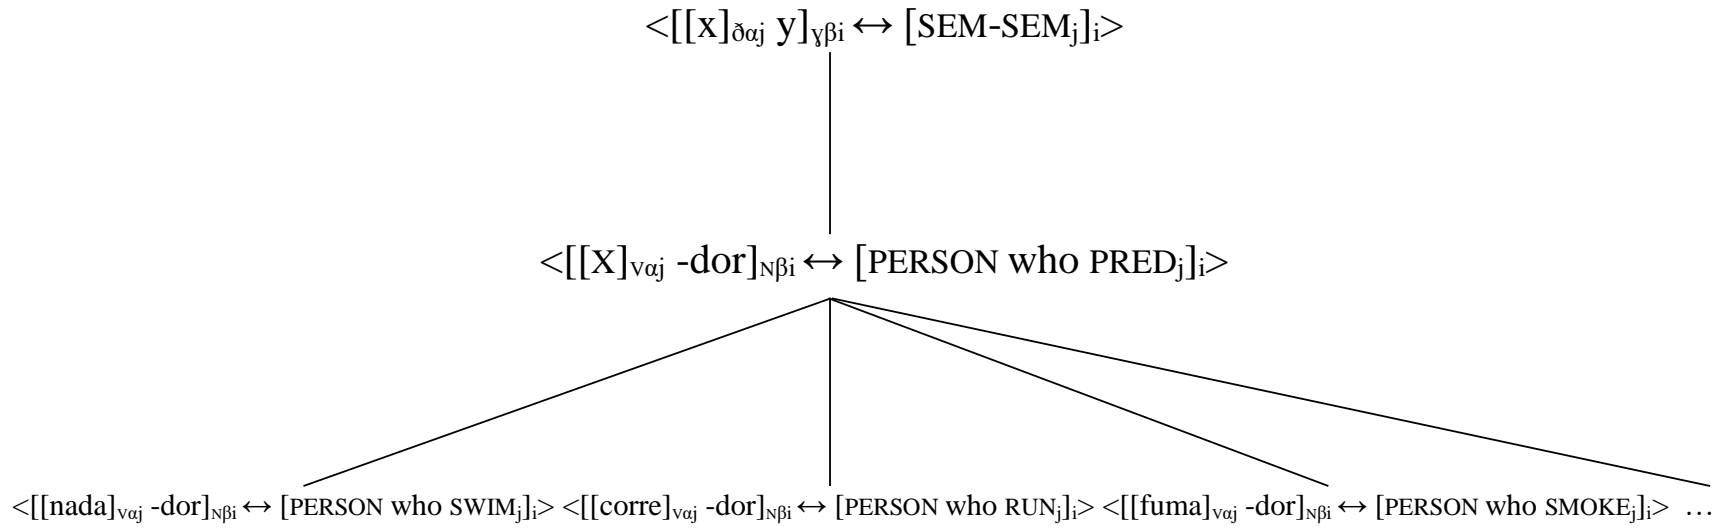 <[[x]ðαj y]ɣβi ↔ [SEM-SEMj]i>
<[[X]Vαj -dor]Nβi ↔ [PERSON who PREDj]i>
<[[nada]Vαj -dor]Nβi ↔ [PERSON who SWIMj]i> <[[corre]Vαj -dor]Nβi ↔ [PERSON who RUNj]i> <[[fuma]Vαj -dor]Nβi ↔ [PERSON who SMOKEj]i> …